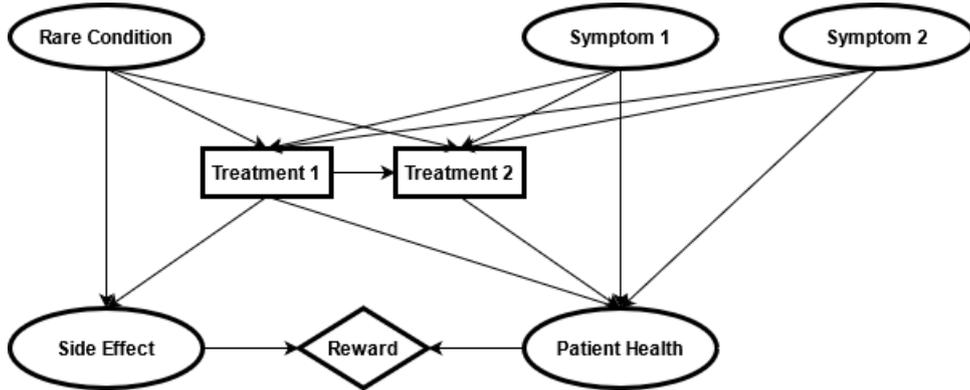 Rare Condition
Symptom 1
Symptom 2
Treatment 1
Treatment 2
Side Effect
Reward
Patient Health